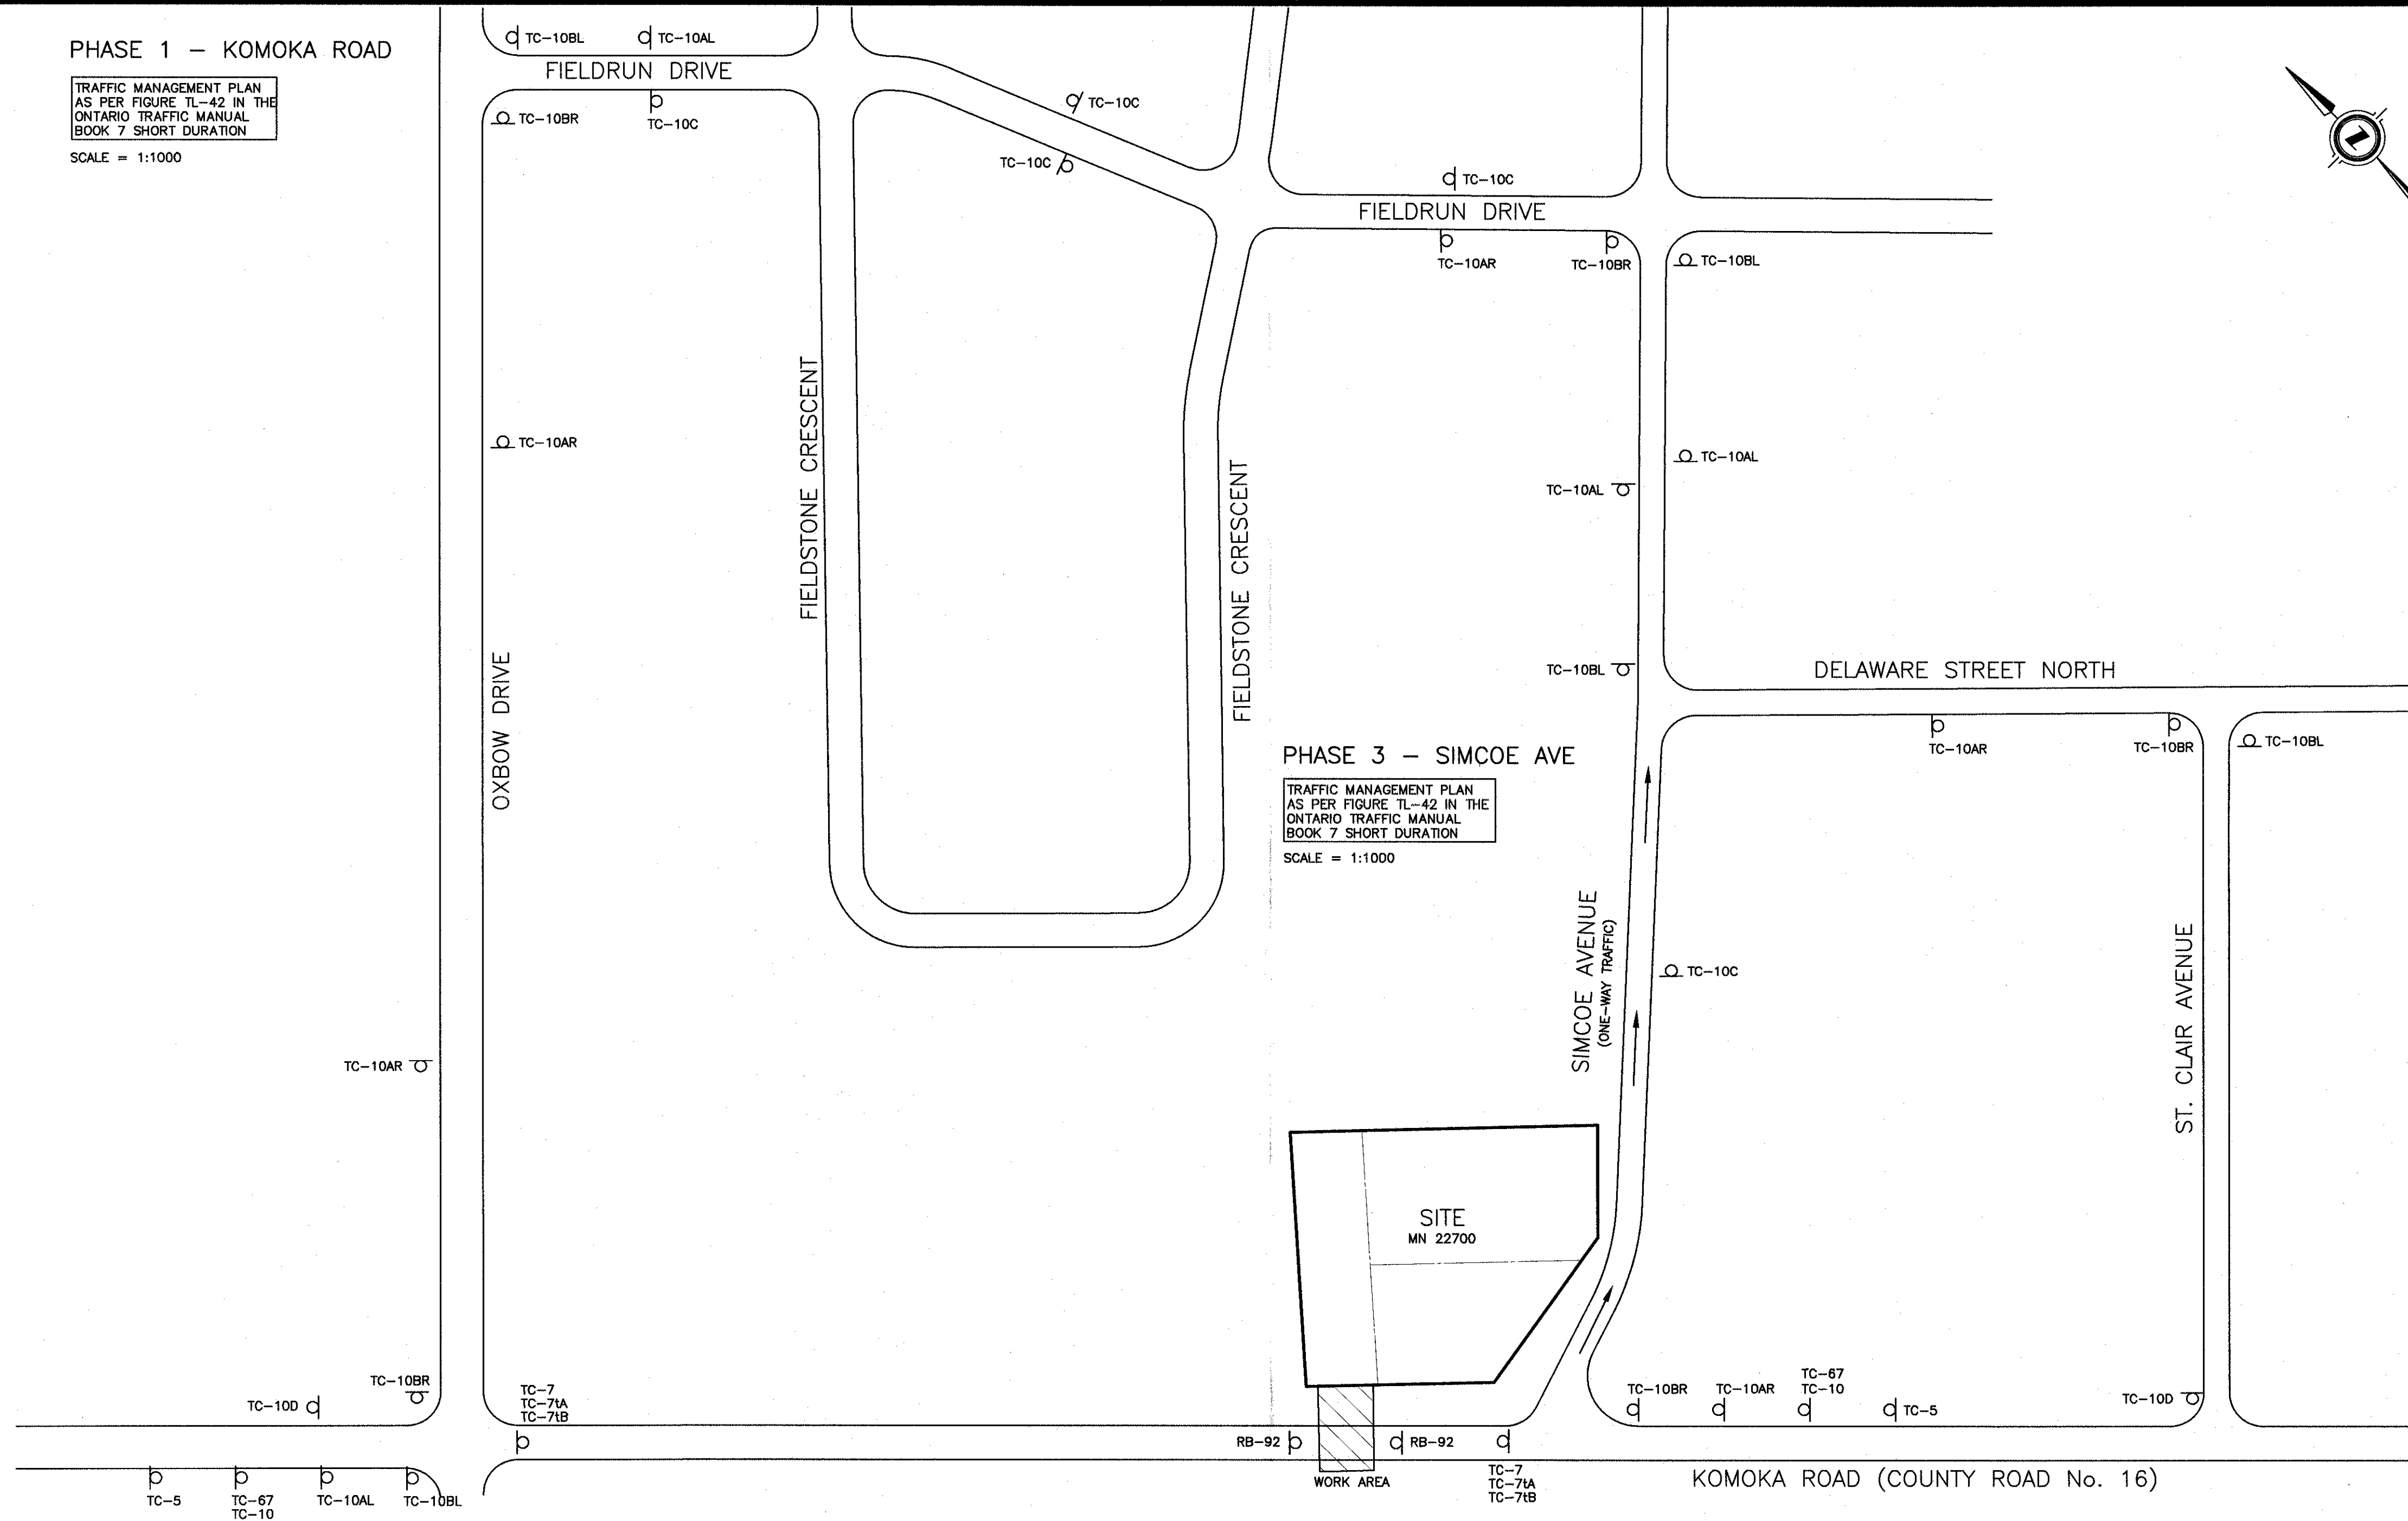 PHASE 1 – KOMOKA ROAD
TRAFFIC MANAGEMENT PLAN
AS PER FIGURE TL–42 IN THE
ONTARIO TRAFFIC MANUAL
BOOK 7 SHORT DURATION
SCALE = 1:1000
TC–10BL
TC–10AL
FIELDRUN DRIVE
TC–10BR
TC–10C
TC–10C
TC–10C
TC–10C
FIELDRUN DRIVE
TC–10AR
TC–10BR
TC–10BL
N
TC–10AR
TC–10AL
TC–10AL
FIELDSTONE CRESCENT
FIELDSTONE CRESCENT
OXBOW DRIVE
TC–10BL
DELAWARE STREET NORTH
TC–10AR
TC–10BR
TC–10BL
PHASE 3 – SIMCOE AVE
TRAFFIC MANAGEMENT PLAN
AS PER FIGURE TL–42 IN THE
ONTARIO TRAFFIC MANUAL
BOOK 7 SHORT DURATION
SCALE = 1:1000
SIMCOE AVENUE
(ONE–WAY TRAFFIC)
TC–10C
ST. CLAIR AVENUE
TC–10AR
SITE
MN 22700
TC–10D
TC–10BR
TC–7
TC–7tA
TC–7tB
TC–10BR
TC–10AR
TC–67
TC–10
TC–5
TC–10D
RB–92
RB–92
WORK AREA
TC–7
TC–7tA
TC–7tB
KOMOKA ROAD (COUNTY ROAD No. 16)
TC–5
TC–67
TC–10
TC–10AL
TC–10BL